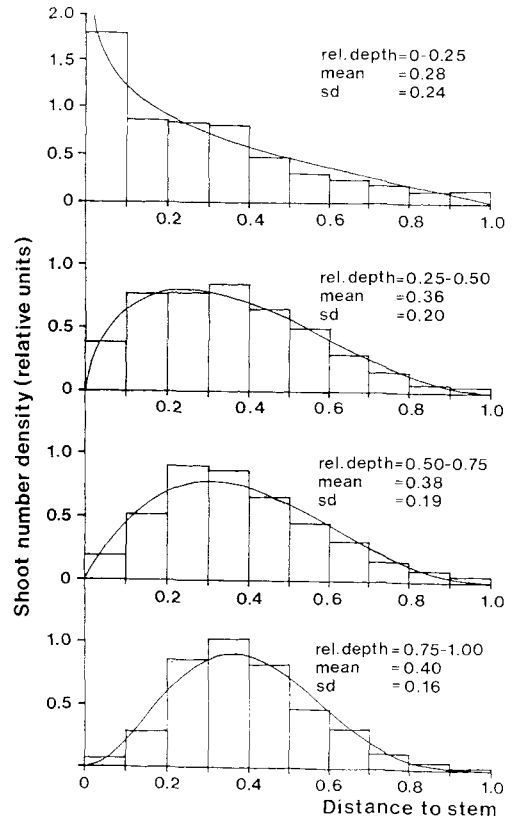 Shoot number density (relative units)
2.0
1.5
1.0
0.5
0
rel.depth=0-0.25
mean =0.28
sd =0.24
0.2 0.4 0.6 0.8 1.0
1.0
0.5
0
rel.depth=0.25-0.50
mean =0.36
sd =0.20
0.2 0.4 0.6 0.8 1.0
1.0
0.5
0
rel.depth=0.50-0.75
mean =0.38
sd =0.19
0.2 0.4 0.6 0.8 1.0
1.0
0.5
rel.depth=0.75-1.00
mean =0.40
sd =0.16
0 0.2 0.4 0.6 0.8 1.0
Distance to stem